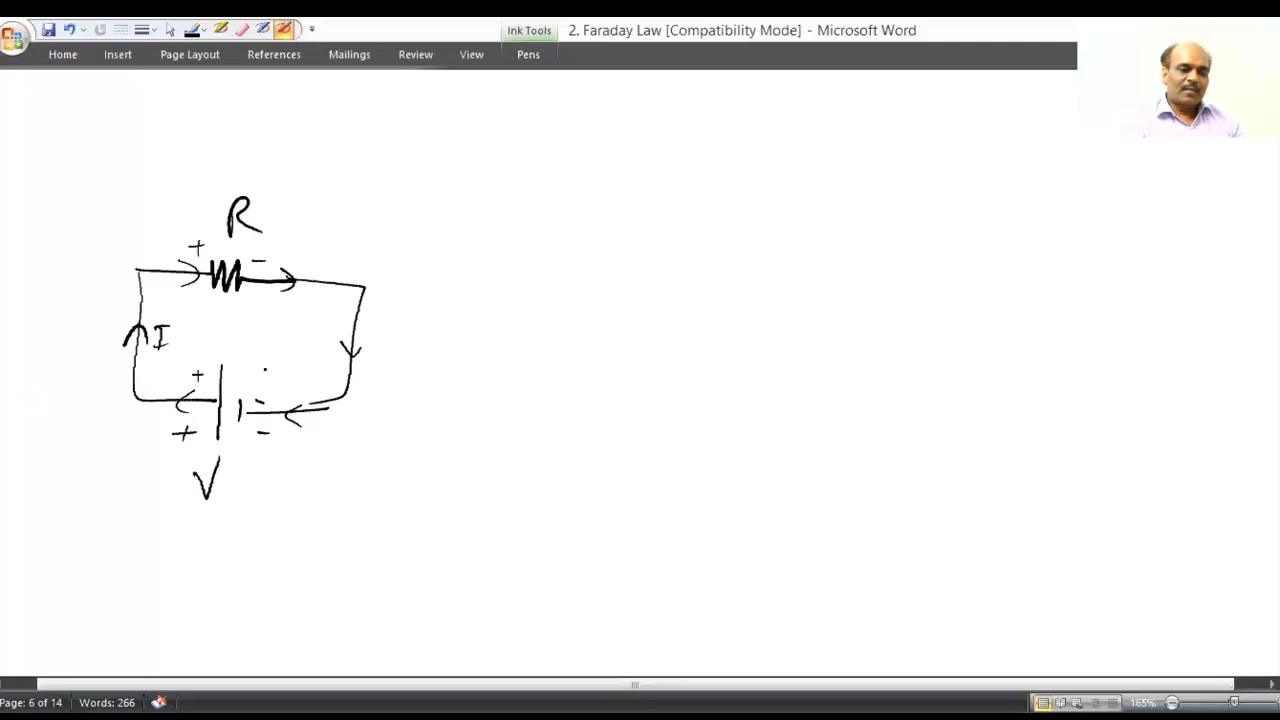 2. Faraday Law [Compatibility Mode] - Microsoft Word
Ink Tools
Home Insert Page Layout References Mailings Review View Pens
R
+ -
I
+ -
+ -
V
Page: 6 of 14 Words: 266 165%